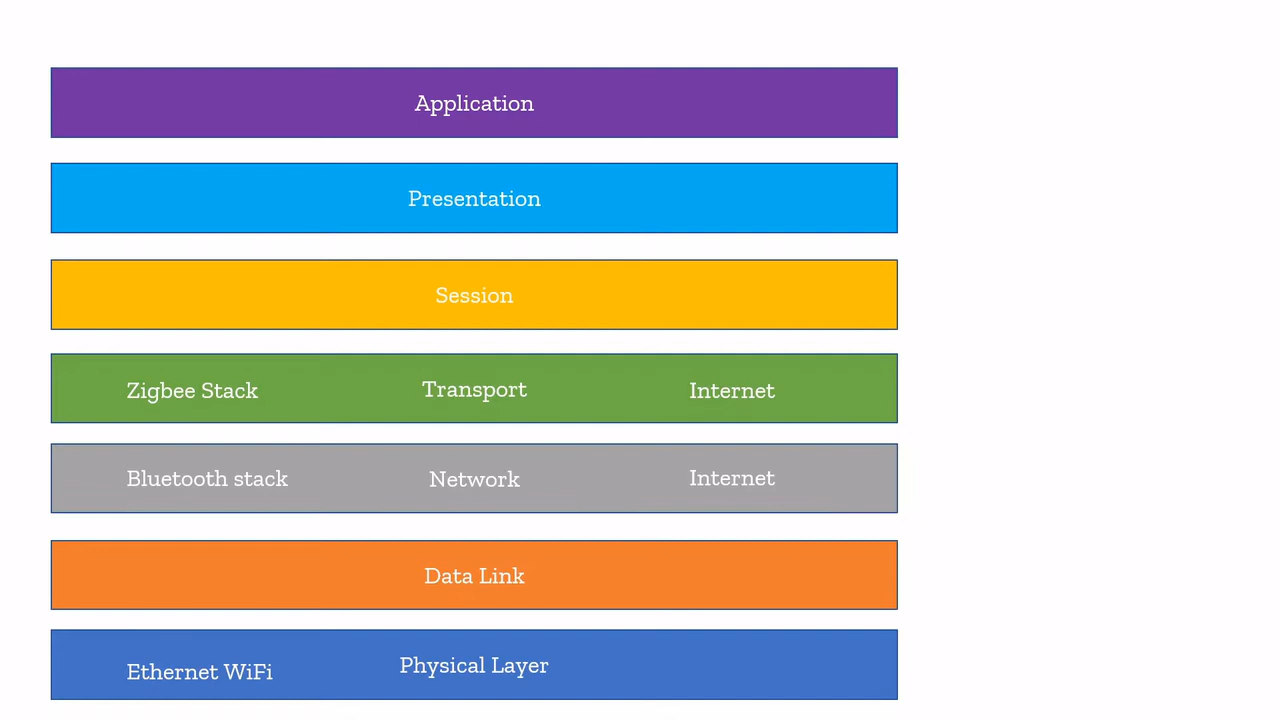 Application
Presentation
Session
Zigbee Stack Transport Internet
Bluetooth stack Network Internet
Data Link
Ethernet WiFi Physical Layer